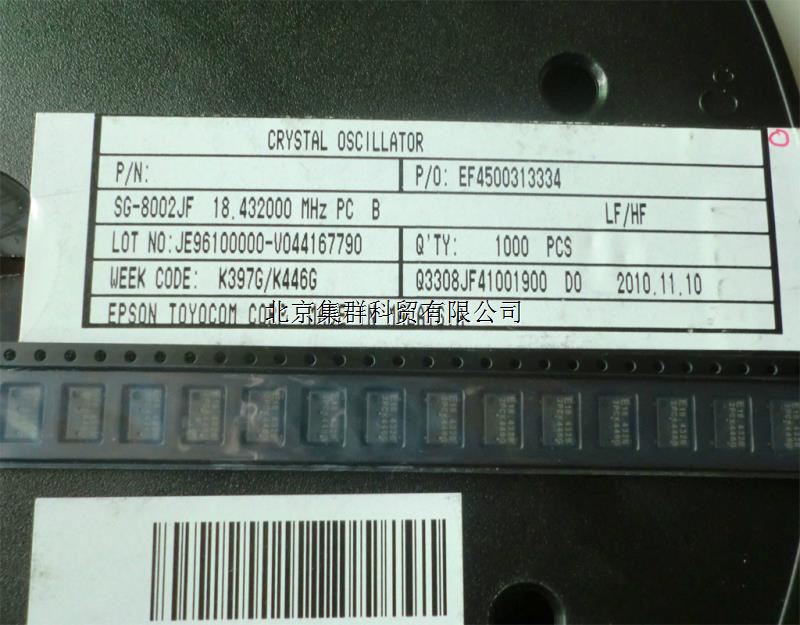 CRYSTAL OSCILLATOR
P/N:
P/O: EF4500313334
SG-8002JF 18.432000 MHz PC B
LF/HF
LOT NO:JE96100000-V044167790
Q'TY: 1000 PCS
WEEK CODE: K397G/K446G
Q3308JF41001900 D0 2010.11.10
EPSON TOYOCOM
北京集群科贸有限公司